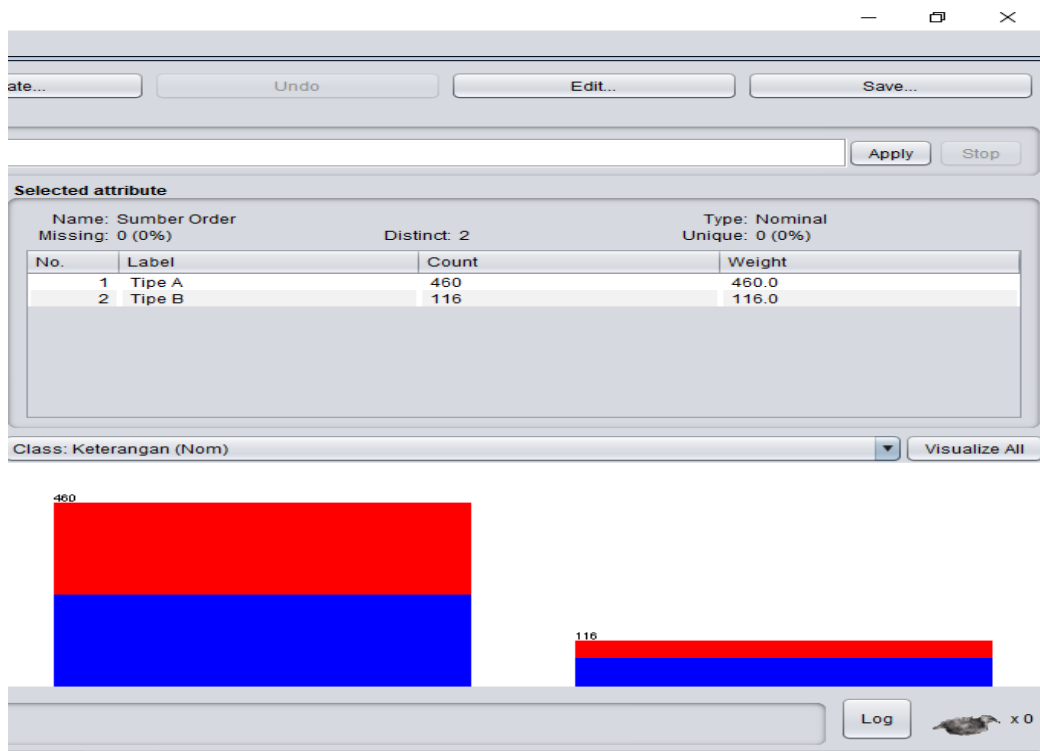 ate... Undo Edit... Save...
Apply Stop
Selected attribute
Name: Sumber Order Type: Nominal
Missing: 0 (0%) Distinct: 2 Unique: 0 (0%)
No. Label Count Weight
1 Tipe A 460 460.0
2 Tipe B 116 116.0
Class: Keterangan (Nom) Visualize All
460
116
Log x 0